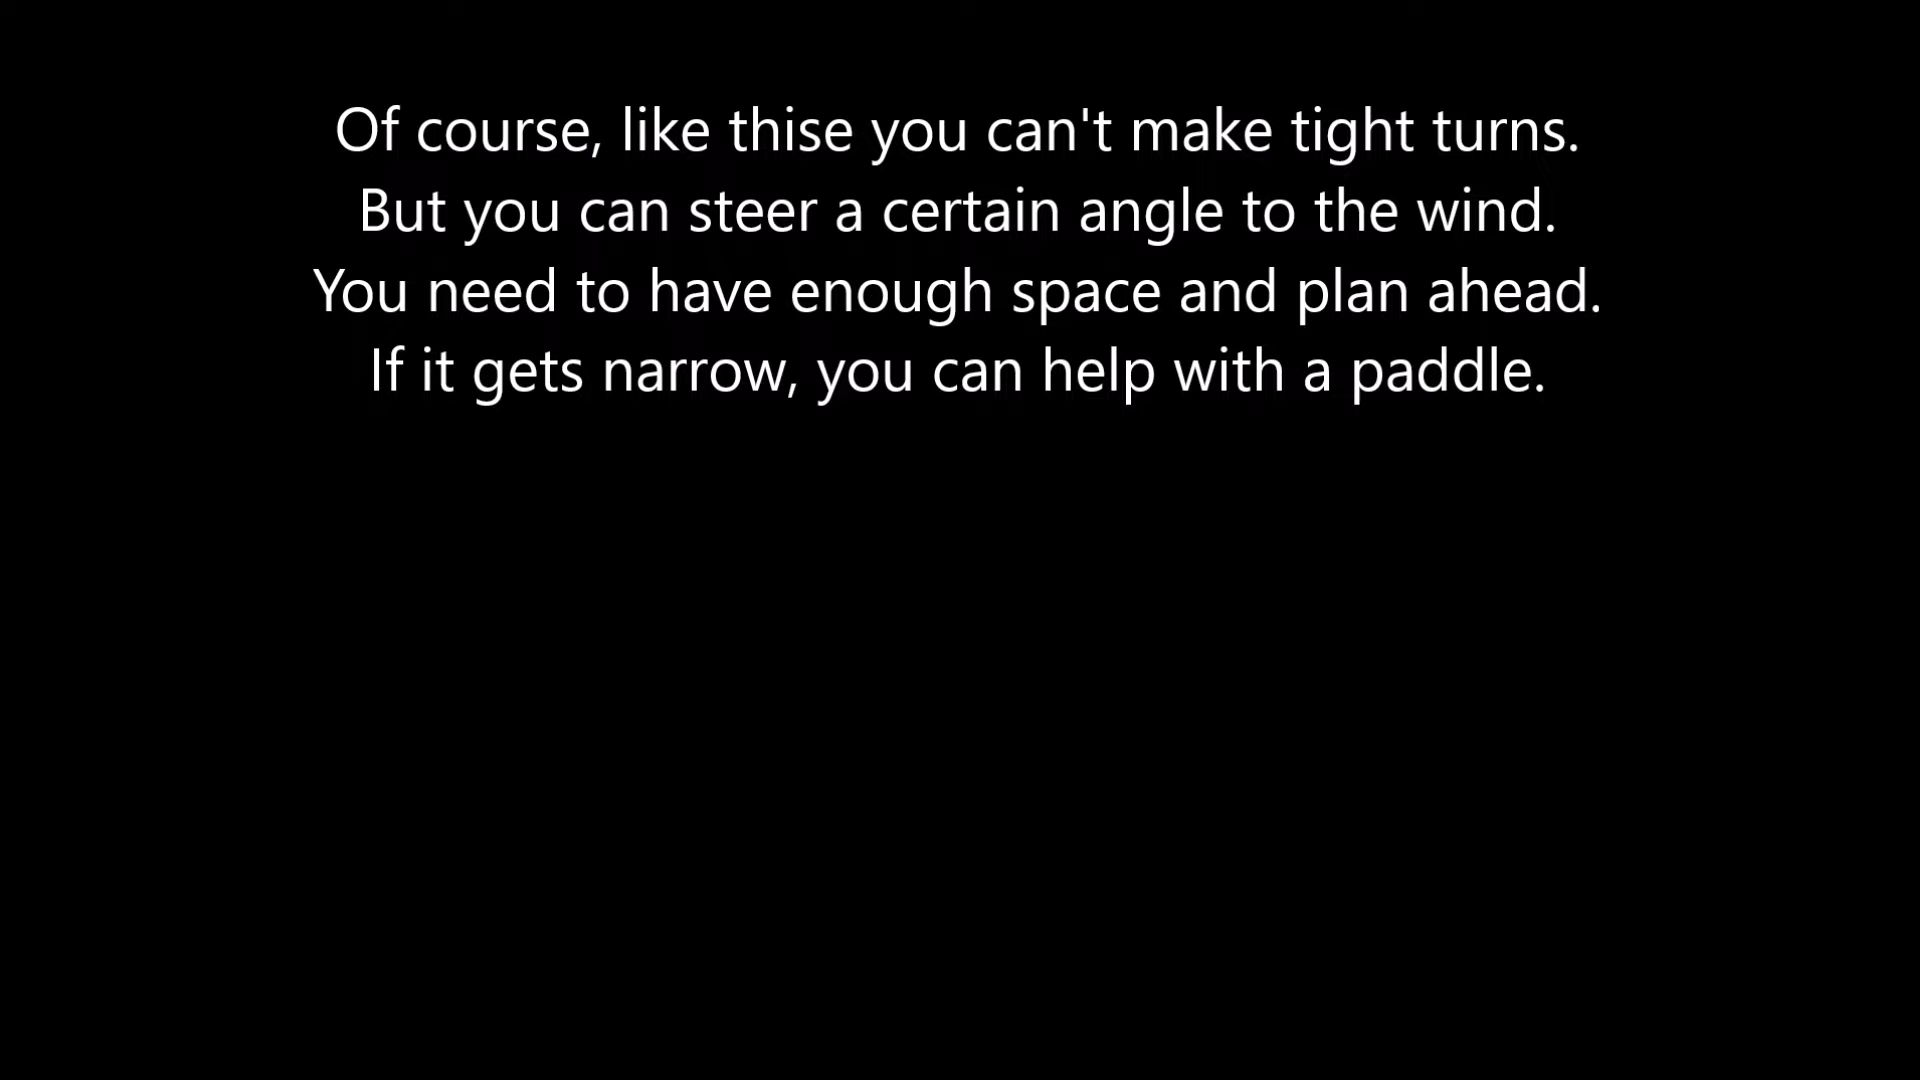 Of course, like thise you can't make tight turns.
But you can steer a certain angle to the wind.
You need to have enough space and plan ahead.
If it gets narrow, you can help with a paddle.